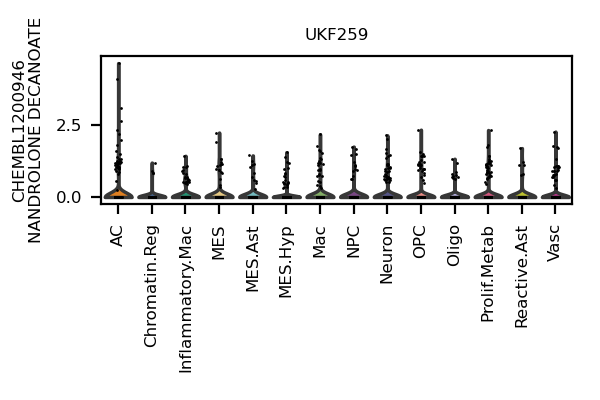 UKF259
CHEMBL1200946
NANDROLONE DECANOATE
2.5
0.0
AC
Chromatin.Reg
Inflammatory.Mac
MES
MES.Ast
MES.Hyp
Mac
NPC
Neuron
OPC
Oligo
Prolif.Metab
Reactive.Ast
Vasc